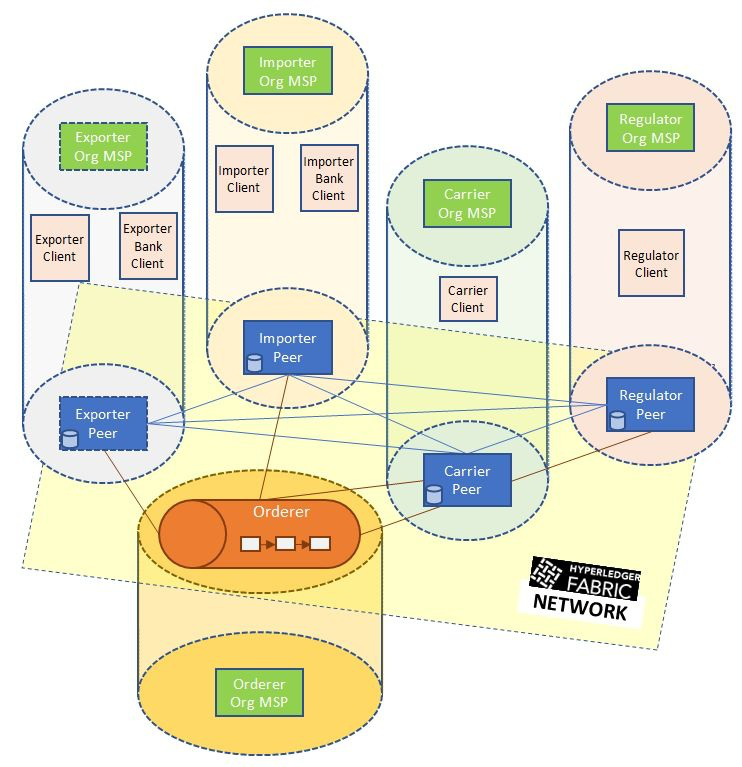 Importer
Org MSP
Exporter
Org MSP
Regulator
Org MSP
Importer
Client
Importer
Bank
Client
Carrier
Org MSP
Exporter
Client
Exporter
Bank
Client
Regulator
Client
Carrier
Client
Importer
Peer
Exporter
Peer
Regulator
Peer
Carrier
Peer
Orderer
HYPERLEDGER
FABRIC
NETWORK
Orderer
Org MSP